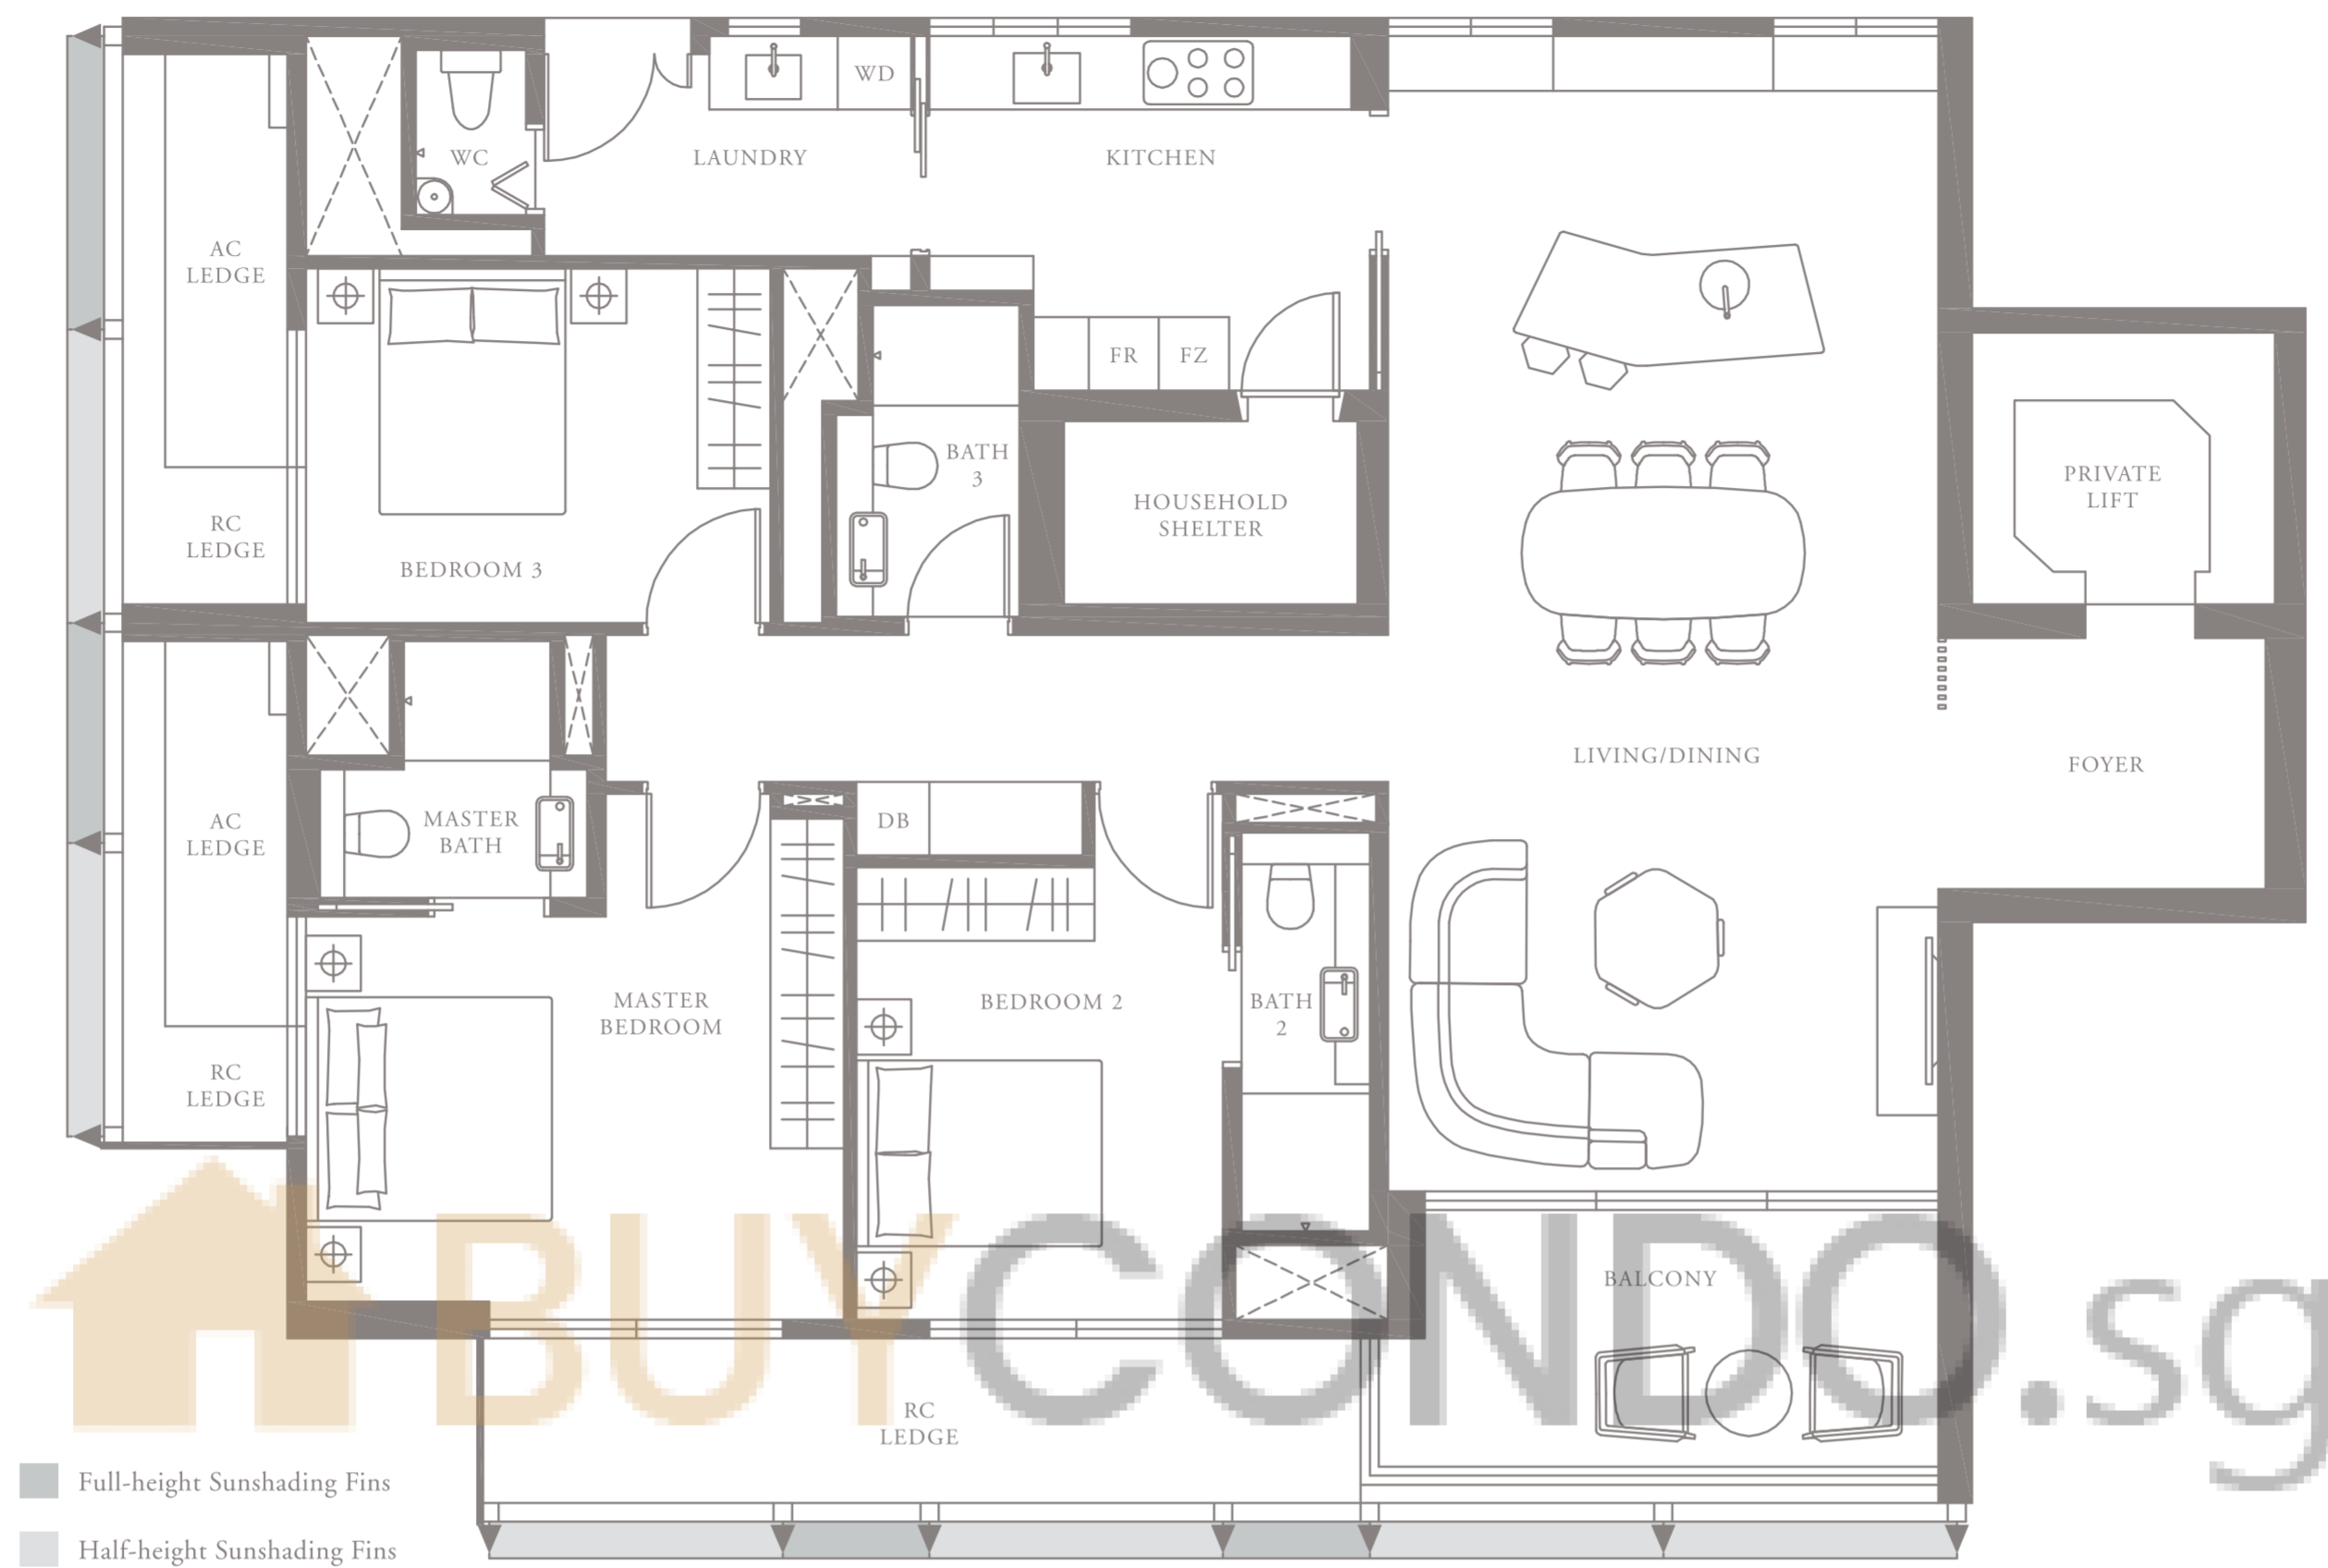 WD
WC
LAUNDRY
KITCHEN
AC
LEDGE
FR
FZ
BATH
3
PRIVATE
LIFT
HOUSEHOLD
SHELTER
RC
LEDGE
BEDROOM 3
LIVING/DINING
FOYER
AC
LEDGE
MASTER
BATH
DB
MASTER
BEDROOM
BEDROOM 2
BATH
2
RC
LEDGE
BUYCONDO.sg
BALCONY
RC
LEDGE
Full-height Sunshading Fins
Half-height Sunshading Fins